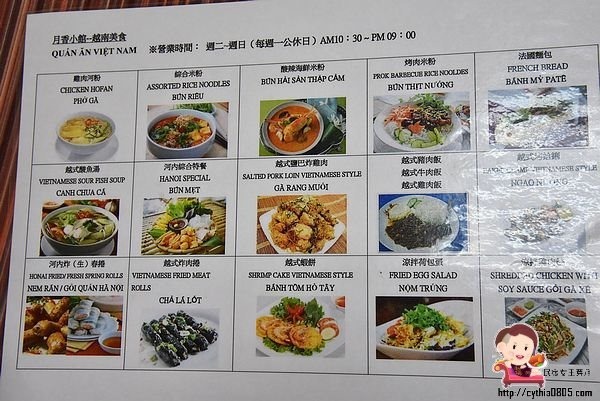 月香小館--越南美食
QUÁN ĂN VIỆT NAM ※營業時間： 週二~週日（每週一公休日）AM10：30 ~ PM 09：00
雞肉河粉
CHICKEN HOFAN
PHỞ GÀ
綜合米粉
ASSORTED RICE NOODLES
BÚN RIÊU
酸辣海鮮米粉
BÚN HẢI SẢN THẬP CẨM
烤肉米粉
PROK BARBECUE RICE NOOLDES
BÚN THỊT NƯỚNG
法國麵包
FRENCH BREAD
BÁNH MỲ PATÊ
越式酸魚湯
VIETNAMESE SOUR FISH SOUP
CANH CHUA CÁ
河內綜合特餐
HANOI SPECIAL
BÚN MẸT
越式鹽巴炸雞肉
SALTED PORK LOIN VIETNAMESE STYLE
GÀ RANG MUỐI
越式豬肉飯
越式牛肉飯
越式雞肉飯
STYLE
河內炸（生）春捲
HONAI FRIED/ FRESH SPRING ROLLS
NEM RÁN / GỎI QUẤN HÀ NỘI
越式炸肉捲
VIETNAMESE FRIED MEAT
ROLLS
CHẢ LÁ LỐT
越式蝦餅
SHRIMP CAKE VIETNAMESE STYLE
BÁNH TÔM HỒ TÂY
涼拌荷包蛋
FRIED EGG SALAD
NỘM TRỨNG
CHICKEN WITH
SOY SAUCE GỎI GÀ XÉ
http://cythia0805.com